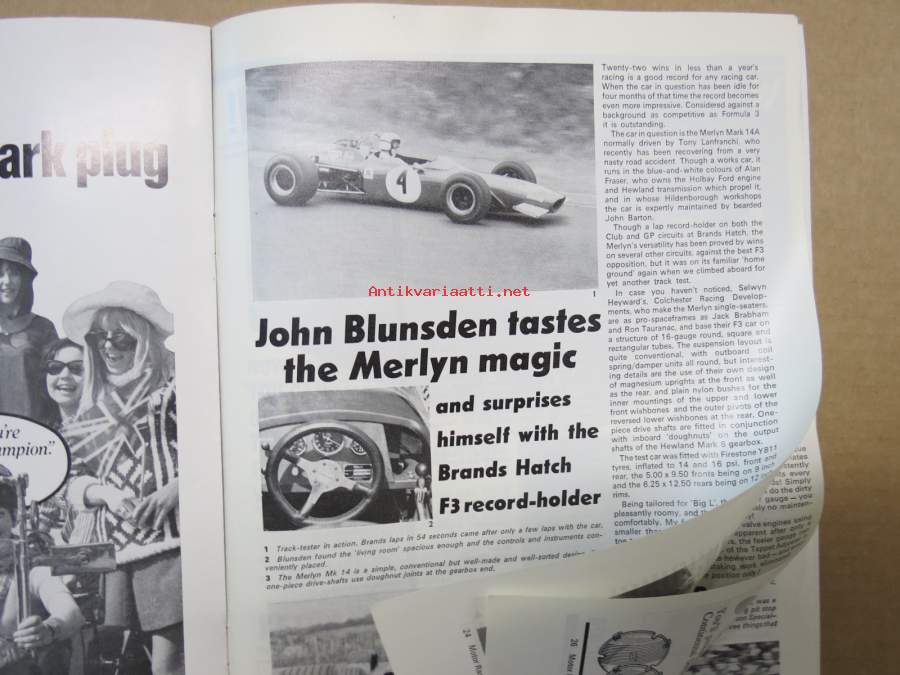 ark plug
u're
hampion."
4
Antikvariaatti.net
1
John Blunsden tastes
the Merlyn magic
and surprises
himself with the
Brands Hatch
F3 record-holder
2
1 Track-tester in action. Brands laps in 54 seconds came after only a few laps with the car.
2 Blunsden found the 'living room' spacious enough and the controls and instruments con-
veniently placed.
3 The Merlyn Mk 14 is a simple, conventional but well-made and well-sorted
one-piece drive-shafts use doughnut joints at the gearbox end.
Twenty-two wins in less than a year's
racing is a good record for any racing car.
When the car in question has been idle for
four months of that time the record becomes
even more impressive. Considered against a
background as competitive as Formula 3
it is outstanding.
The car in question is the Merlyn Mark 14A
normally driven by Tony Lanfranchi, who
recently has been recovering from a very
nasty road accident. Though a works car, it
runs in the blue-and-white colours of Alan
Fraser, who owns the Holbay Ford engine
and Hewland transmission which propel it,
and in whose Hildenborough workshops
the car is expertly maintained by bearded
John Barton.
Though a lap record-holder on both the
Club and GP circuits at Brands Hatch, the
Merlyn's versatility has been proved by wins
on several other circuits, against the best F3
opposition, but it was on its familiar 'home
ground' again when we climbed aboard for
yet another track test.
In case you haven't noticed, Selwyn
Heyward's, Colchester Racing Develop-
ments, who make the Merlyn single-seaters,
are as pro-spaceframes as Jack Brabham
and Ron Tauranac, and base their F3 car on
a structure of 16-gauge round, square and
rectangular tubes. The suspension layout is
quite conventional, with outboard coil
spring/damper units all round, but interest-
ing details are the use of their own design
of magnesium uprights at the front as well
as the rear, and plain nylon bushes for the
inner mountings of the upper and lower
front wishbones and the outer pivots of the
reversed lower wishbones at the rear. One-
piece drive shafts are fitted in conjunction
with inboard 'doughnuts' on the output
shafts of the Hewland Mark 6 gearbox.
The test car was fitted with Firestone YB11
tyres, inflated to 14 and 16 psi, front and
rear, the 5.00 x 9.50 fronts being on 8 inch
and the 6.25 x 12.50 rears being on 12
rims.
Being tailored for 'Big L',
pleasantly roomy, and
comfortably. My
smaller than
24 Motor Ra
26 Motor